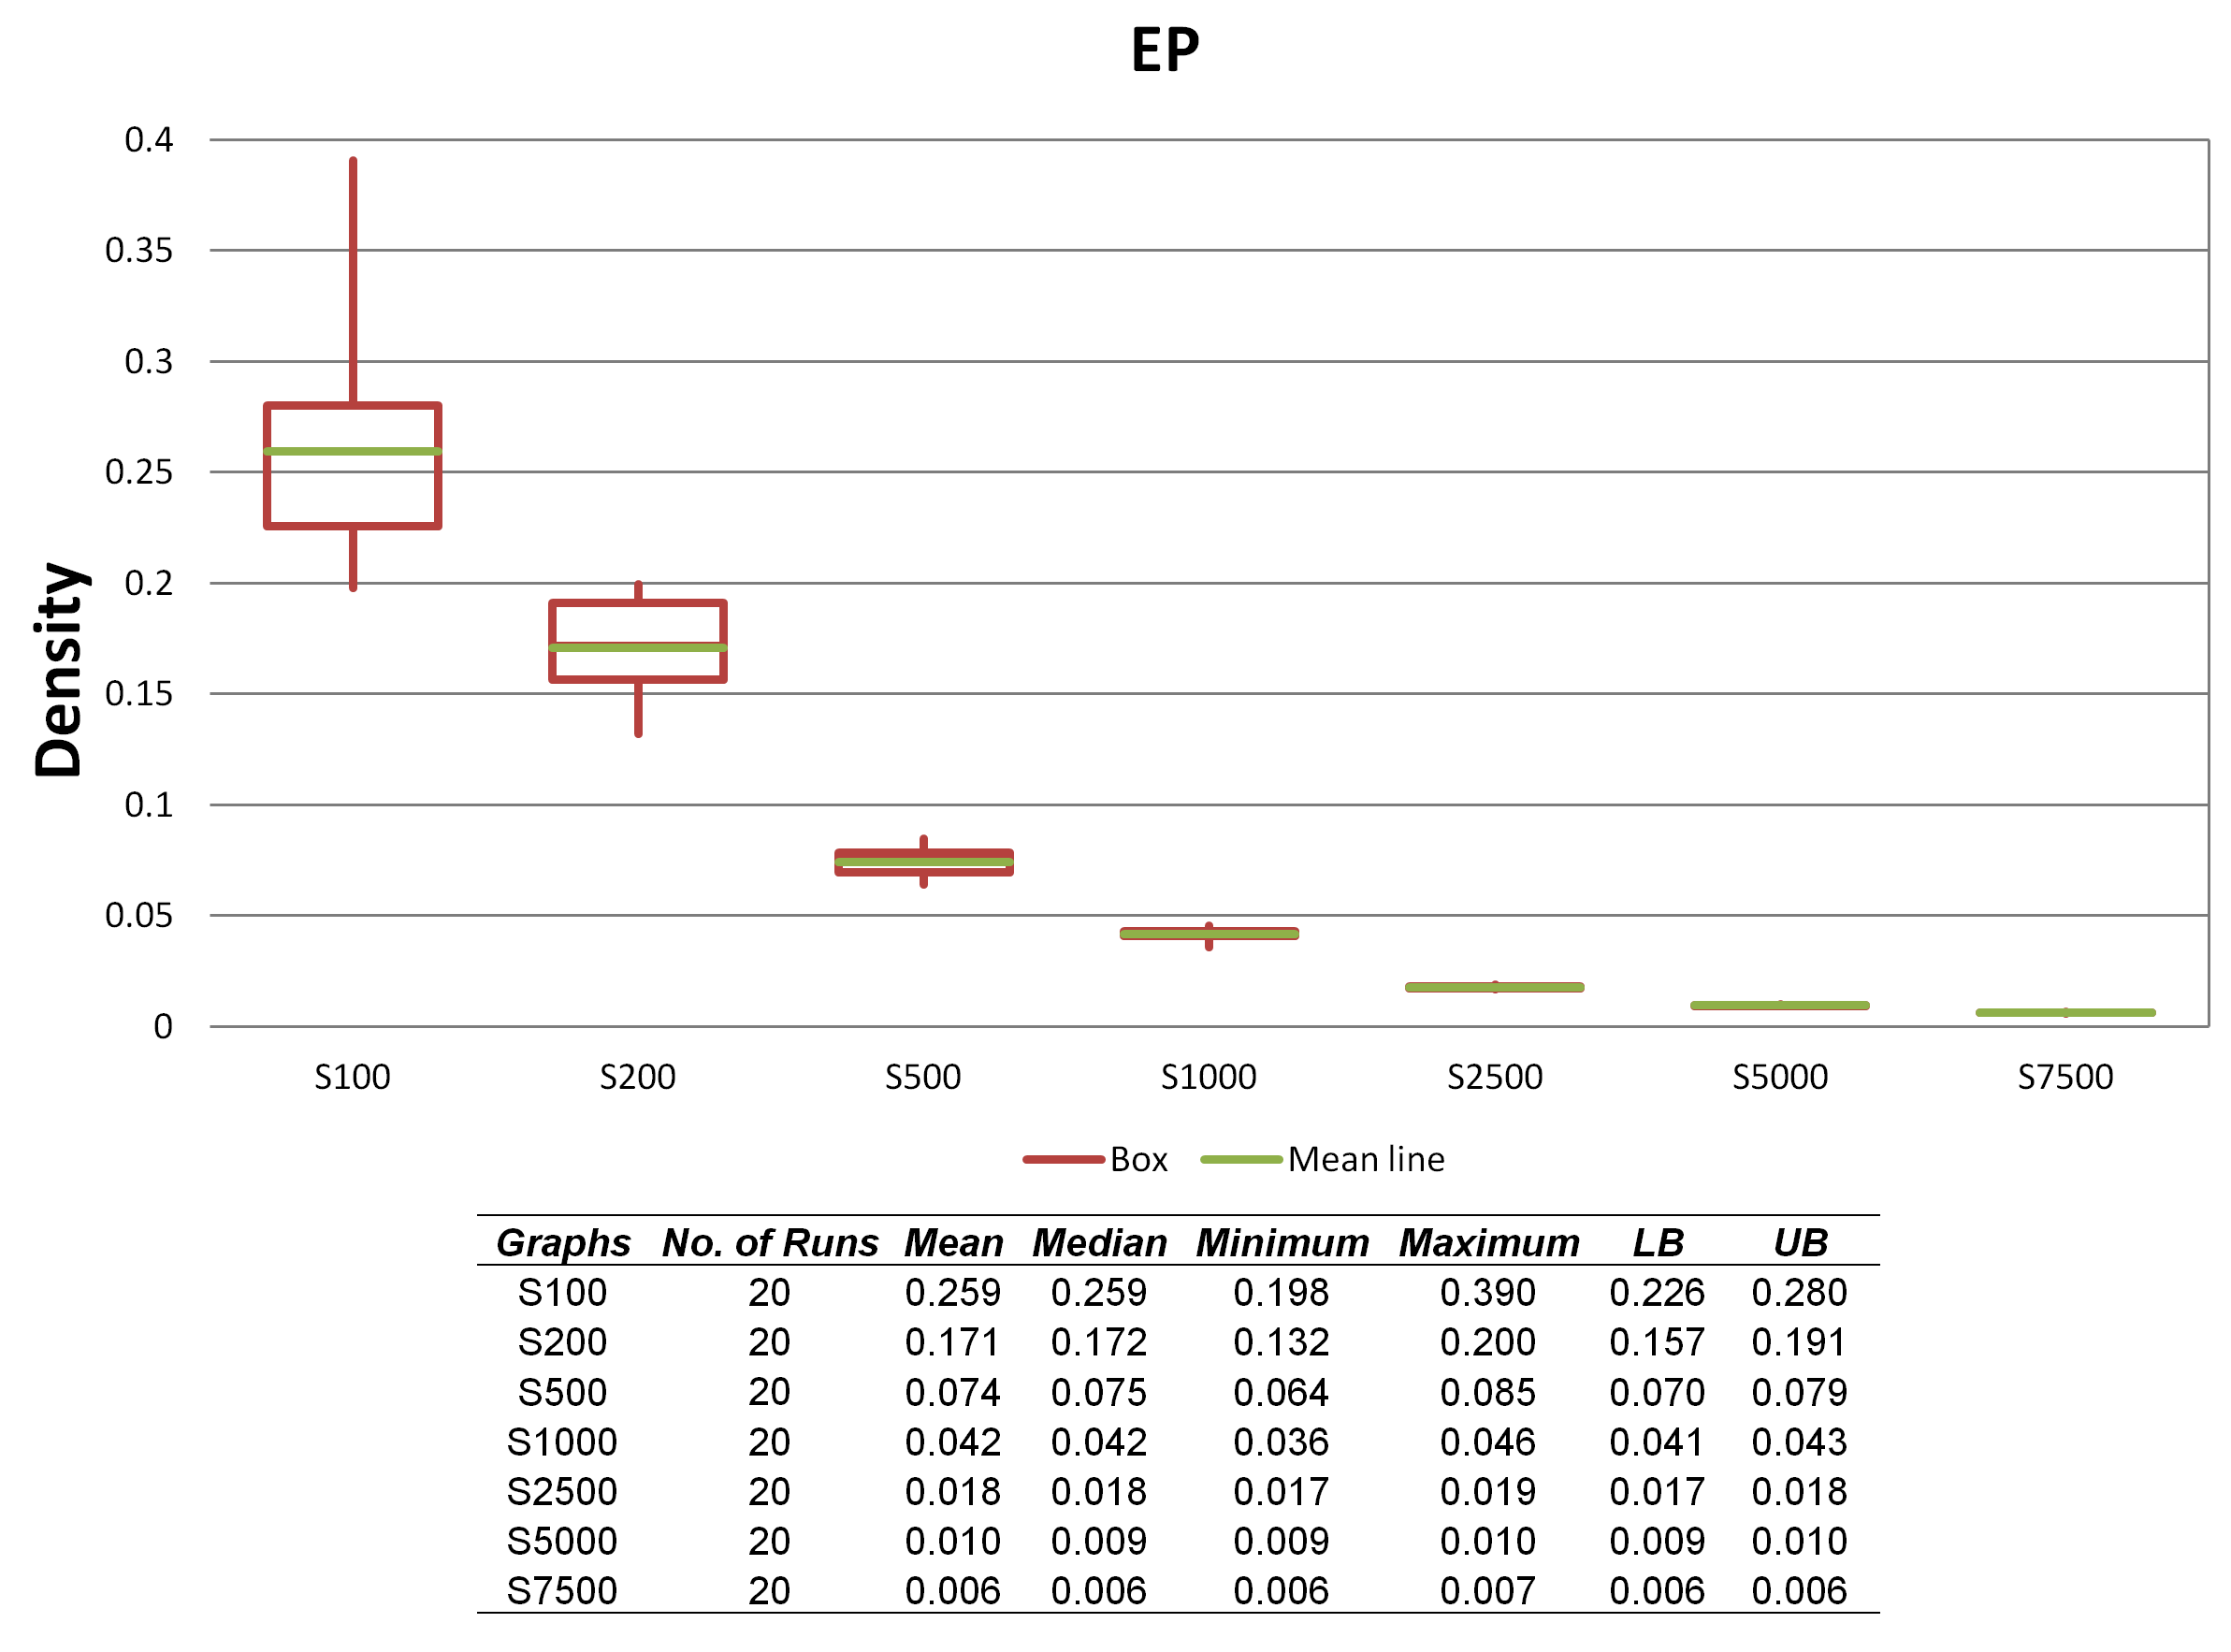 EP
0.4
0.35
0.3
0.25
0.2
0.15
0.1
0.05
0
Density
S100 S200 S500 S1000 S2500 S5000 S7500
Box Mean line
Graphs No. of Runs Mean Median Minimum Maximum LB UB
S100 20 0.259 0.259 0.198 0.390 0.226 0.280
S200 20 0.171 0.172 0.132 0.200 0.157 0.191
S500 20 0.074 0.075 0.064 0.085 0.070 0.079
S1000 20 0.042 0.042 0.036 0.046 0.041 0.043
S2500 20 0.018 0.018 0.017 0.019 0.017 0.018
S5000 20 0.010 0.009 0.009 0.010 0.009 0.010
S7500 20 0.006 0.006 0.006 0.007 0.006 0.006